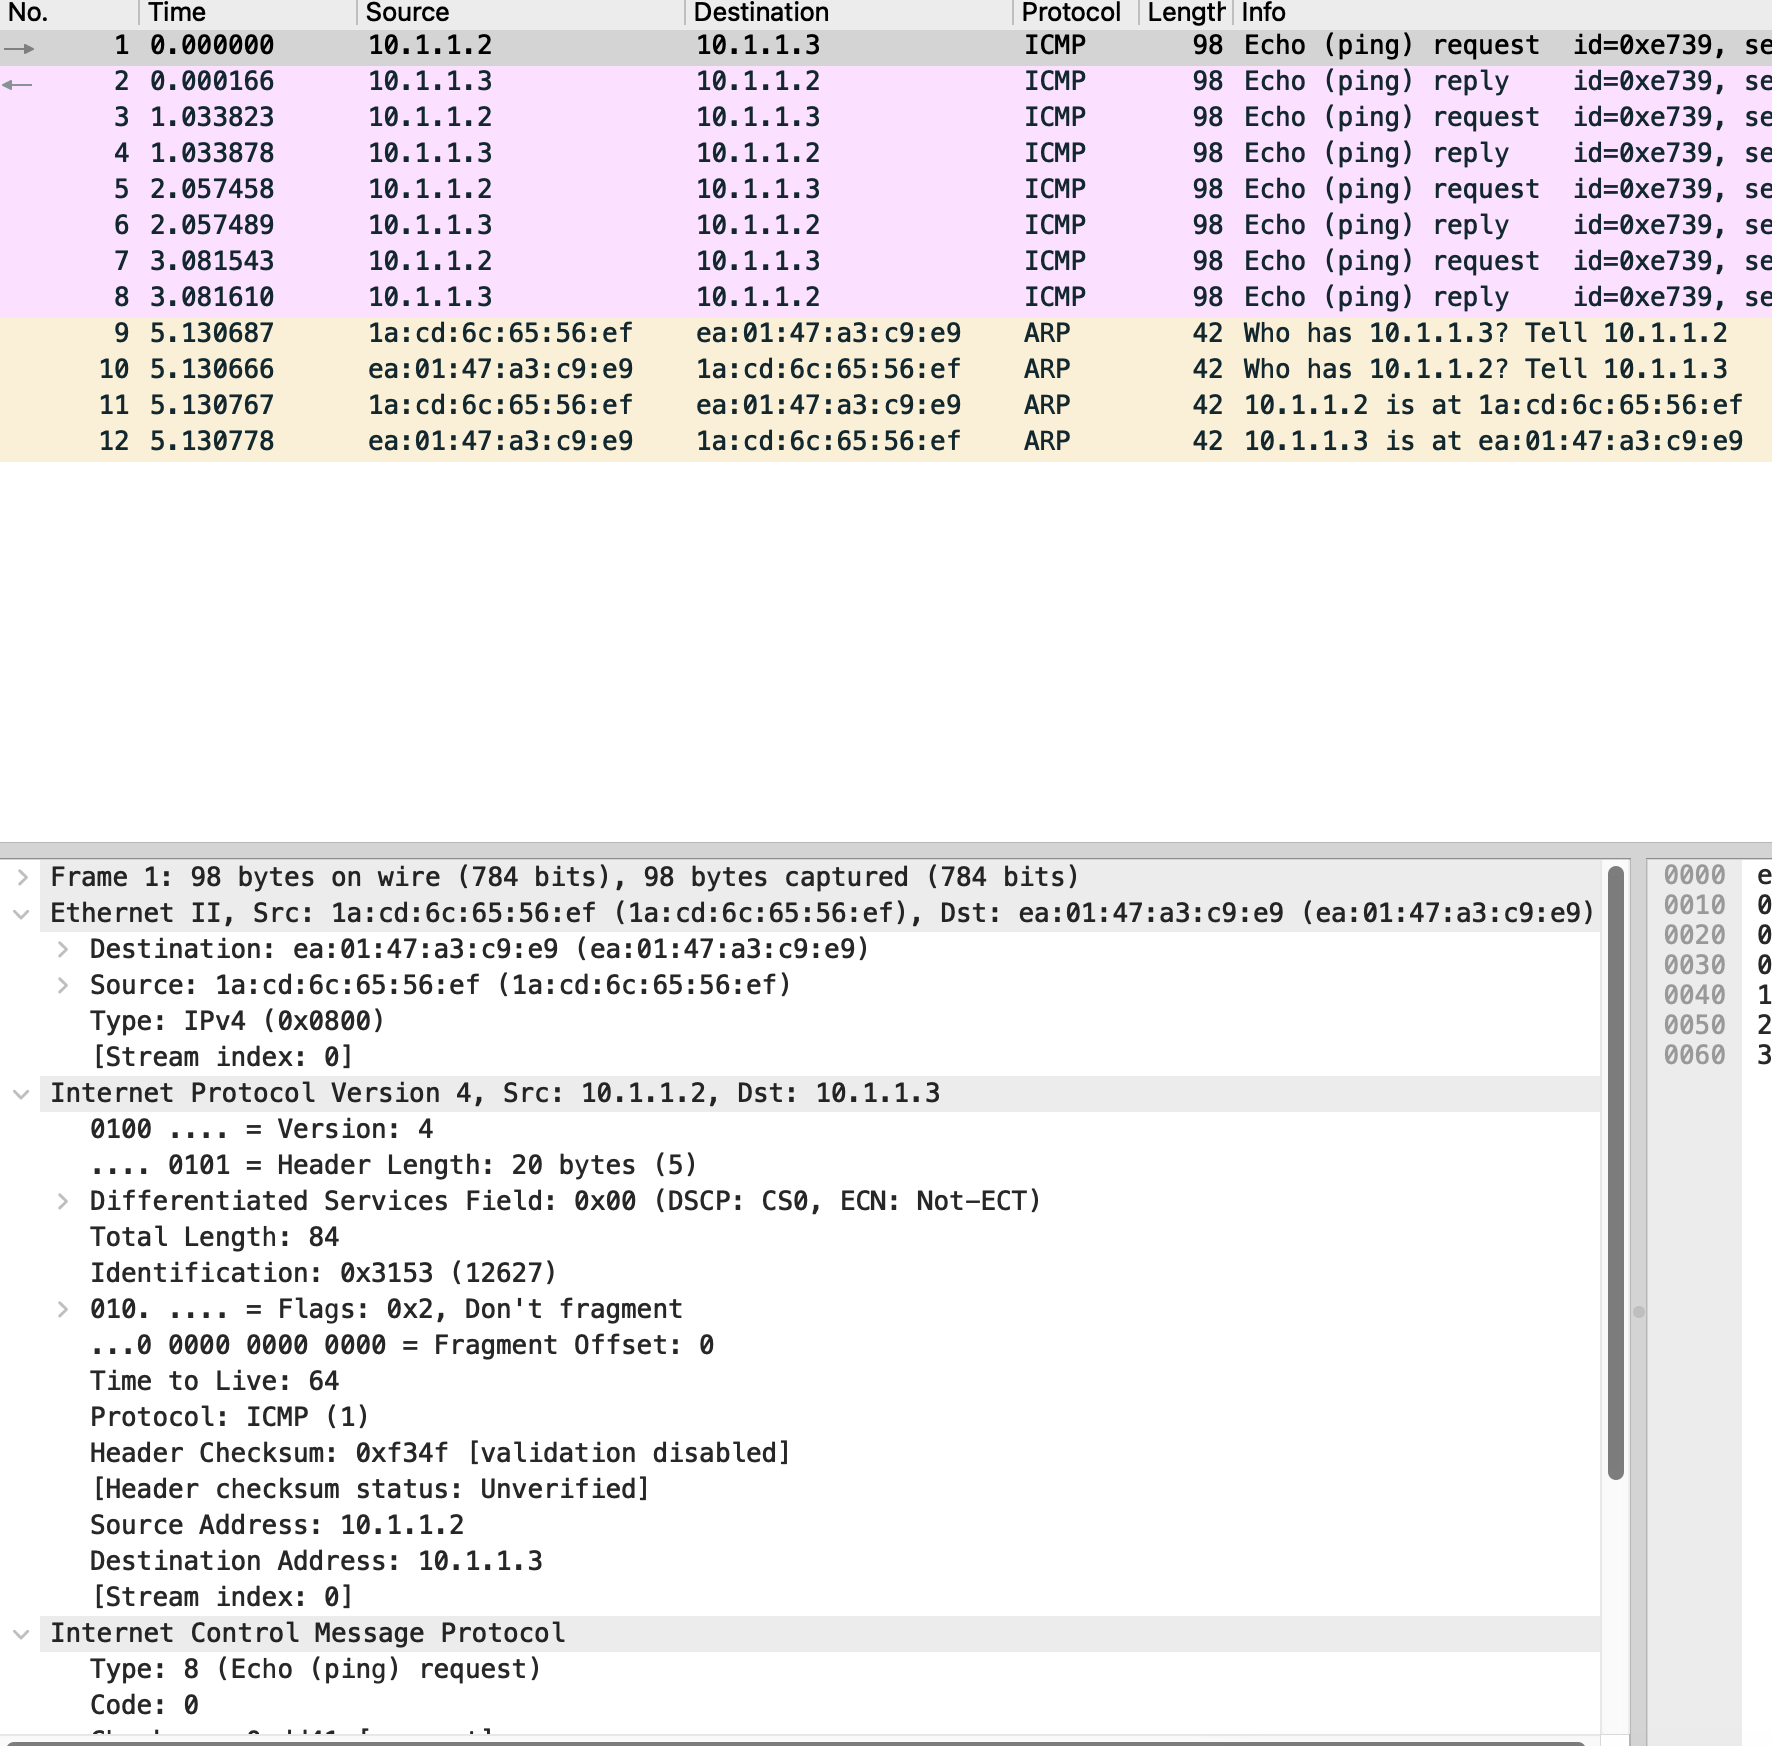 No. Time Source Destination Protocol Length Info
1 0.000000 10.1.1.2 10.1.1.3 ICMP 98 Echo (ping) request id=0xe739, se
2 0.000166 10.1.1.3 10.1.1.2 ICMP 98 Echo (ping) reply id=0xe739, se
3 1.033823 10.1.1.2 10.1.1.3 ICMP 98 Echo (ping) request id=0xe739, se
4 1.033878 10.1.1.3 10.1.1.2 ICMP 98 Echo (ping) reply id=0xe739, se
5 2.057458 10.1.1.2 10.1.1.3 ICMP 98 Echo (ping) request id=0xe739, se
6 2.057489 10.1.1.3 10.1.1.2 ICMP 98 Echo (ping) reply id=0xe739, se
7 3.081543 10.1.1.2 10.1.1.3 ICMP 98 Echo (ping) request id=0xe739, se
8 3.081610 10.1.1.3 10.1.1.2 ICMP 98 Echo (ping) reply id=0xe739, se
9 5.130687 1a:cd:6c:65:56:ef ea:01:47:a3:c9:e9 ARP 42 Who has 10.1.1.3? Tell 10.1.1.2
10 5.130666 ea:01:47:a3:c9:e9 1a:cd:6c:65:56:ef ARP 42 Who has 10.1.1.2? Tell 10.1.1.3
11 5.130767 1a:cd:6c:65:56:ef ea:01:47:a3:c9:e9 ARP 42 10.1.1.2 is at 1a:cd:6c:65:56:ef
12 5.130778 ea:01:47:a3:c9:e9 1a:cd:6c:65:56:ef ARP 42 10.1.1.3 is at ea:01:47:a3:c9:e9
Frame 1: 98 bytes on wire (784 bits), 98 bytes captured (784 bits)
Ethernet II, Src: 1a:cd:6c:65:56:ef (1a:cd:6c:65:56:ef), Dst: ea:01:47:a3:c9:e9 (ea:01:47:a3:c9:e9)
Destination: ea:01:47:a3:c9:e9 (ea:01:47:a3:c9:e9)
Source: 1a:cd:6c:65:56:ef (1a:cd:6c:65:56:ef)
Type: IPv4 (0x0800)
[Stream index: 0]
Internet Protocol Version 4, Src: 10.1.1.2, Dst: 10.1.1.3
0100 .... = Version: 4
.... 0101 = Header Length: 20 bytes (5)
Differentiated Services Field: 0x00 (DSCP: CS0, ECN: Not-ECT)
Total Length: 84
Identification: 0x3153 (12627)
010. .... = Flags: 0x2, Don't fragment
...0 0000 0000 0000 = Fragment Offset: 0
Time to Live: 64
Protocol: ICMP (1)
Header Checksum: 0xf34f [validation disabled]
[Header checksum status: Unverified]
Source Address: 10.1.1.2
Destination Address: 10.1.1.3
[Stream index: 0]
Internet Control Message Protocol
Type: 8 (Echo (ping) request)
Code: 0
0000 e
0010 0
0020 0
0030 0
0040 1
0050 2
0060 3